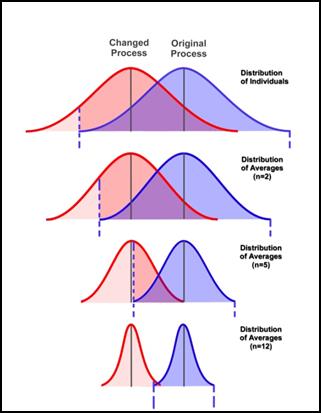 Changed
Process
Original
Process
Distribution
of Individuals
Distribution
of Averages
(n=2)
Distribution
of Averages
(n=5)
Distribution
of Averages
(n=12)